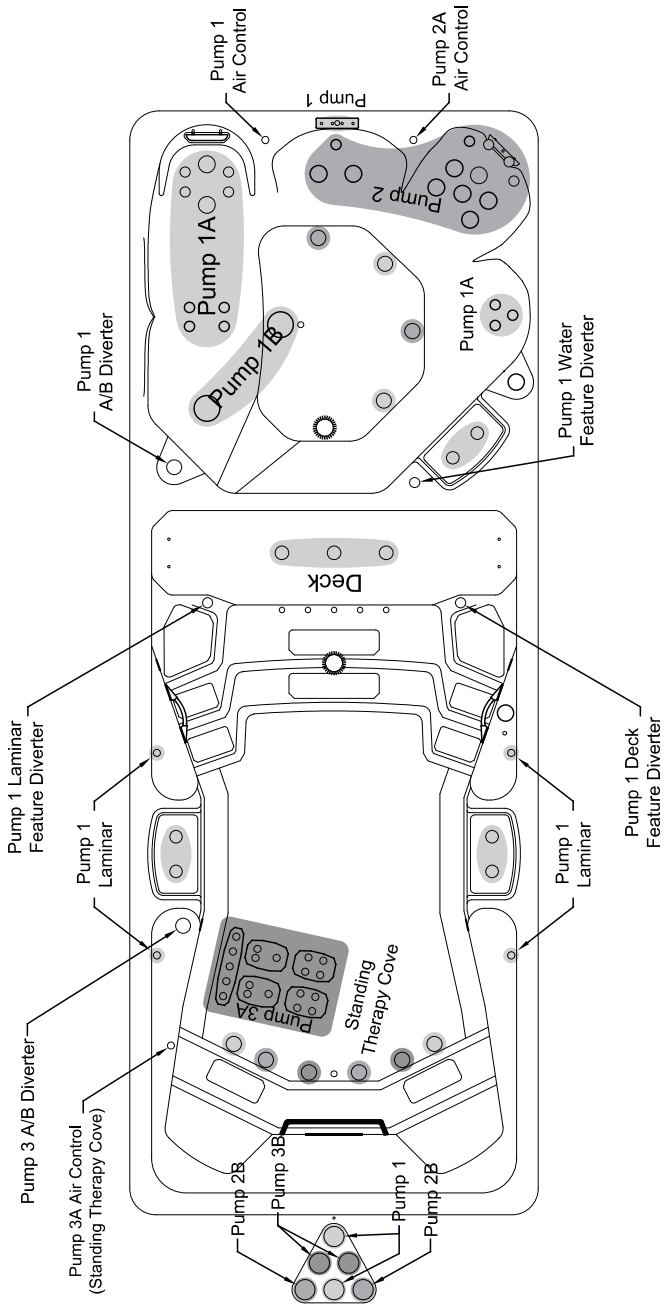 Pump 1
Air Control
Pump 2A
Air Control
Pump 1
Pump 1A
Pump 2
Pump 1B
Pump 1A
Pump 1
A/B Diverter
Pump 1 Water
Feature Diverter
Deck
Pump 1 Laminar
Feature Diverter
Pump 1 Deck
Feature Diverter
Pump 1
Laminar
Pump 1
Laminar
Pump 3A
Standing
Therapy Cove
Pump 3 A/B Diverter
Pump 3A Air Control
(Standing Therapy Cove)
Pump 2B
Pump 3B
Pump 1
Pump 2B